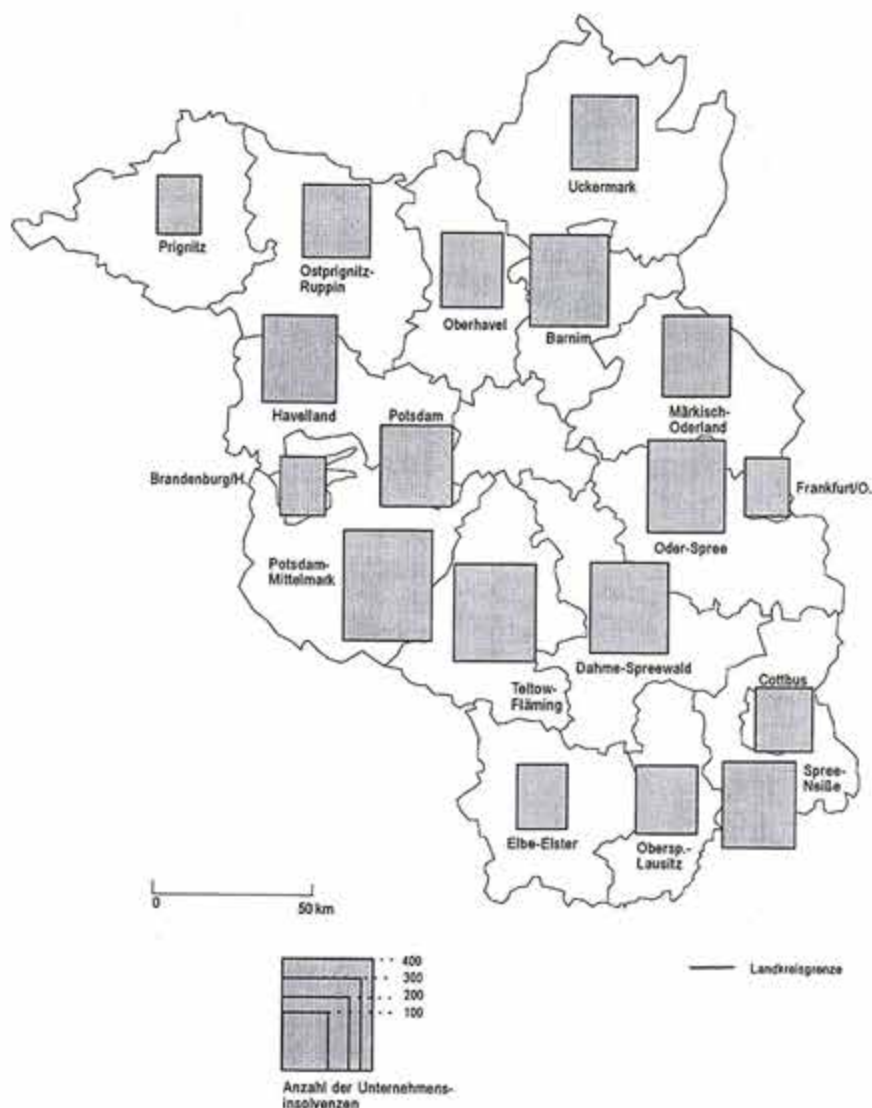 Uckermark
Prignitz
Ostprignitz-
Ruppin
Oberhavel
Barnim
Havelland
Potsdam
Märkisch-
Oderland
Brandenburg/H.
Frankfurt/O.
Oder-Spree
Potsdam-
Mittelmark
Dahme-Spreewald
Teltow-
Fläming
Cottbus
Spree-
Neiße
Elbe-Elster
Obersp.-
Lausitz
0 50 km
400
300
200
100
Landkreisgrenze
Anzahl der Unternehmens-
insolvenzen